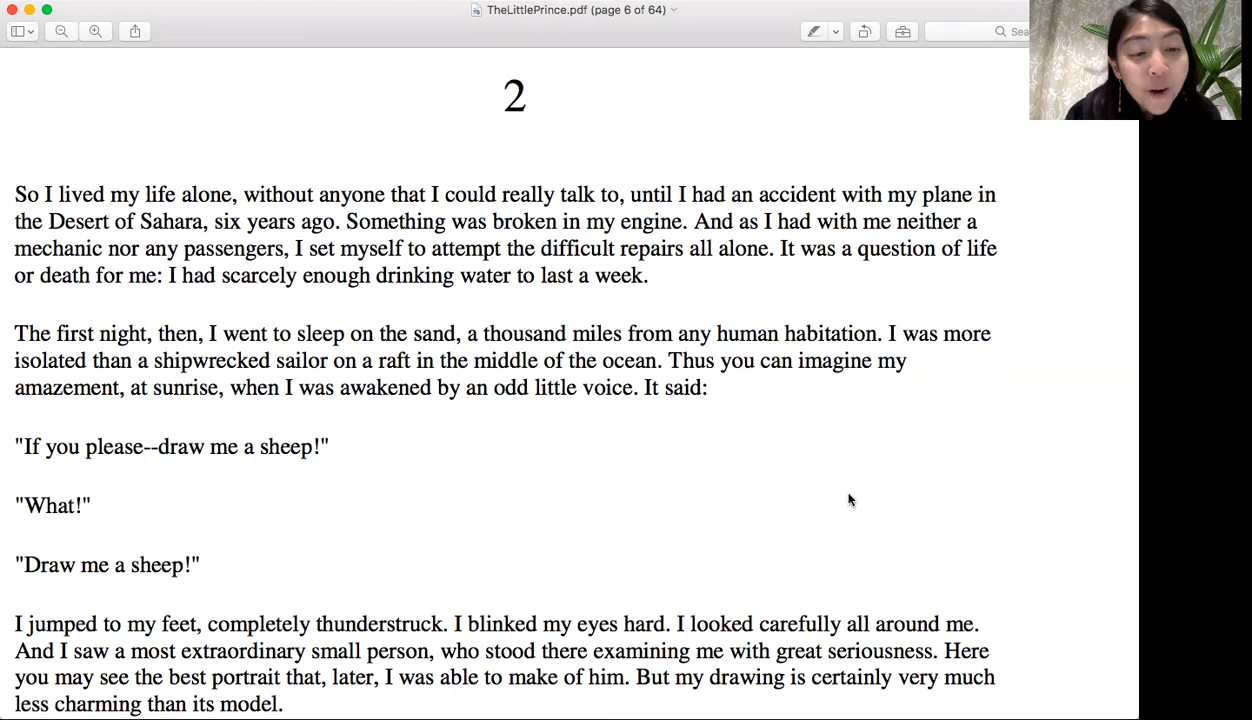 TheLittlePrince.pdf (page 6 of 64)
Sea
2
So I lived my life alone, without anyone that I could really talk to, until I had an accident with my plane in
the Desert of Sahara, six years ago. Something was broken in my engine. And as I had with me neither a
mechanic nor any passengers, I set myself to attempt the difficult repairs all alone. It was a question of life
or death for me: I had scarcely enough drinking water to last a week.
The first night, then, I went to sleep on the sand, a thousand miles from any human habitation. I was more
isolated than a shipwrecked sailor on a raft in the middle of the ocean. Thus you can imagine my
amazement, at sunrise, when I was awakened by an odd little voice. It said:
"If you please--draw me a sheep!"
"What!"
"Draw me a sheep!"
I jumped to my feet, completely thunderstruck. I blinked my eyes hard. I looked carefully all around me.
And I saw a most extraordinary small person, who stood there examining me with great seriousness. Here
you may see the best portrait that, later, I was able to make of him. But my drawing is certainly very much
less charming than its model.